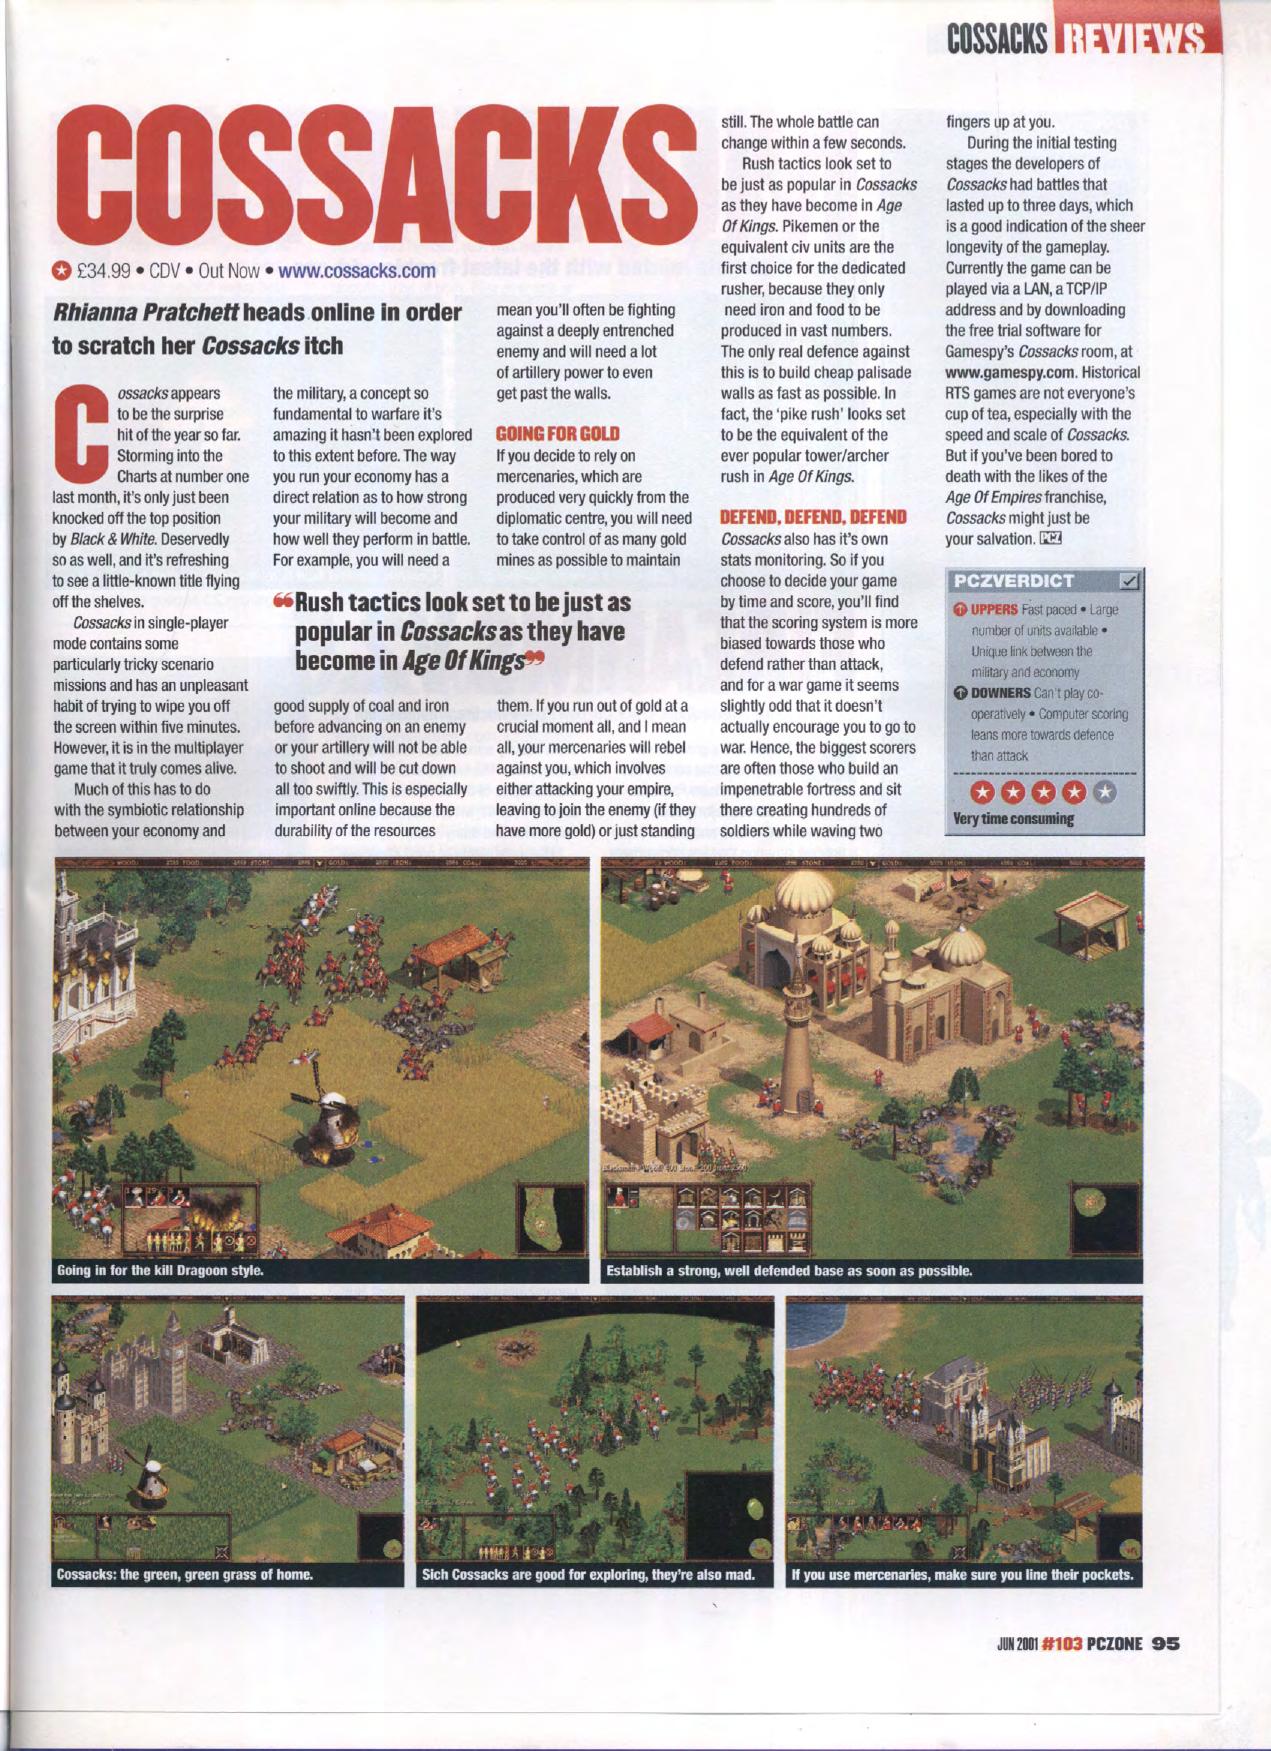 COSSACKS REVIEWS
COSSACKS
£34.99 • CDV • Out Now • www.cossacks.com
Rhianna Pratchett heads online in order
to scratch her Cossacks itch
Cossacks appears
to be the surprise
hit of the year so far.
Storming into the
Charts at number one
last month, it's only just been
knocked off the top position
by Black & White. Deservedly
so as well, and it's refreshing
to see a little-known title flying
off the shelves.
Cossacks in single-player
mode contains some
particularly tricky scenario
missions and has an unpleasant
habit of trying to wipe you off
the screen within five minutes.
However, it is in the multiplayer
game that it truly comes alive.
Much of this has to do
with the symbiotic relationship
between your economy and
the military, a concept so
fundamental to warfare it's
amazing it hasn't been explored
to this extent before. The way
you run your economy has a
direct relation as to how strong
your military will become and
how well they perform in battle.
For example, you will need a
good supply of coal and iron
before advancing on an enemy
or your artillery will not be able
to shoot and will be cut down
all too swiftly. This is especially
important online because the
durability of the resources
mean you'll often be fighting
against a deeply entrenched
enemy and will need a lot
of artillery power to even
get past the walls.
GOING FOR GOLD
If you decide to rely on
mercenaries, which are
produced very quickly from the
diplomatic centre, you will need
to take control of as many gold
mines as possible to maintain
them. If you run out of gold at a
crucial moment all, and I mean
all, your mercenaries will rebel
against you, which involves
either attacking your empire,
leaving to join the enemy (if they
have more gold) or just standing
“Rush tactics look set to be just as
popular in Cossacks as they have
become in Age Of Kings”
still. The whole battle can
change within a few seconds.
Rush tactics look set to
be just as popular in Cossacks
as they have become in Age
Of Kings. Pikemen or the
equivalent civ units are the
first choice for the dedicated
rusher, because they only
need iron and food to be
produced in vast numbers.
The only real defence against
this is to build cheap palisade
walls as fast as possible. In
fact, the 'pike rush' looks set
to be the equivalent of the
ever popular tower/archer
rush in Age Of Kings.
DEFEND, DEFEND, DEFEND
Cossacks also has it's own
stats monitoring. So if you
choose to decide your game
by time and score, you'll find
that the scoring system is more
biased towards those who
defend rather than attack,
and for a war game it seems
slightly odd that it doesn't
actually encourage you to go to
war. Hence, the biggest scorers
are often those who build an
impenetrable fortress and sit
there creating hundreds of
soldiers while waving two
fingers up at you.
During the initial testing
stages the developers of
Cossacks had battles that
lasted up to three days, which
is a good indication of the sheer
longevity of the gameplay.
Currently the game can be
played via a LAN, a TCP/IP
address and by downloading
the free trial software for
Gamespy's Cossacks room, at
www.gamespy.com. Historical
RTS games are not everyone's
cup of tea, especially with the
speed and scale of Cossacks.
But if you've been bored to
death with the likes of the
Age Of Empires franchise,
Cossacks might just be
your salvation. PCZ
PCZVERDICT
UPPERS Fast paced • Large
number of units available •
Unique link between the
military and economy
DOWNERS Can't play co-
operatively • Computer scoring
leans more towards defence
than attack
Very time consuming
Going in for the kill Dragoon style.
Establish a strong, well defended base as soon as possible.
Cossacks: the green, green grass of home.
Sich Cossacks are good for exploring, they're also mad.
If you use mercenaries, make sure you line their pockets.
JUN 2001 #103 PCZONE 95